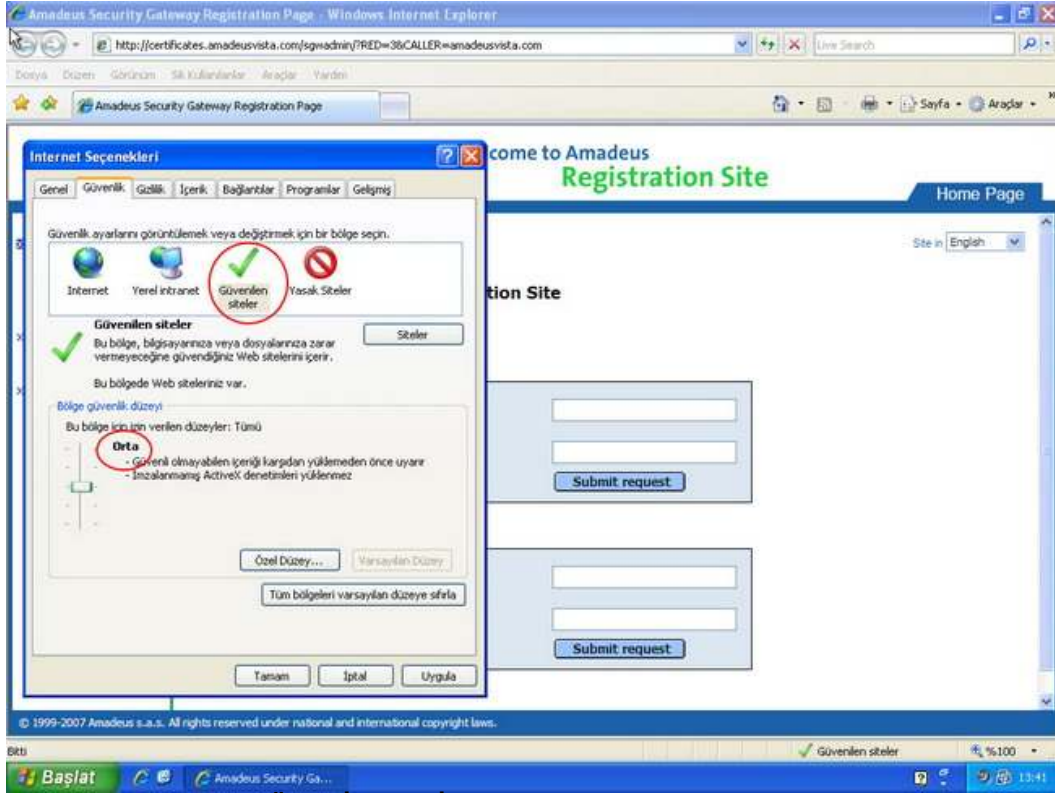 Amadeus Security Gateway Registration Page - Windows Internet Explorer
http://certificates.amadeusvista.com/sgwadmin/?RED=3&CALLER=amadeusvista.com
Live Search
Dosya Düzen Görünüm Sık Kullanılanlar Araçlar Yardım
Amadeus Security Gateway Registration Page
Sayfa
Araçlar
come to Amadeus
Registration Site
Home Page
Site in English
tion Site
Submit request
Submit request
Internet Seçenekleri
Genel Güvenlik Gizlilik İçerik Bağlantılar Programlar Gelişmiş
Güvenlik ayarlarını görüntülemek veya değiştirmek için bir bölge seçin.
Internet Yerel intranet Güvenilen siteler Yasak Siteler
Güvenilen siteler
Siteler
Bu bölge, bilgisayarınıza veya dosyalarınıza zarar
vermeyeceğine güvendiğiniz Web sitelerini içerir.
Bu bölgede Web siteleriniz var.
Bölge güvenlik düzeyi
Bu bölge için izin verilen düzeyler: Tümü
Orta
- Güvenli olmayabilen içeriği karşıdan yüklemeden önce uyarır
- İmzalanmamış ActiveX denetimleri yüklenmez
Özel Düzey... Varsayılan Düzey
Tüm bölgeleri varsayılan düzeye sıfırla
Tamam İptal Uygula
© 1999-2007 Amadeus s.a.s. All rights reserved under national and international copyright laws.
Bitti
Güvenilen siteler
%100
Başlat
Amadeus Security Ga...
13:41